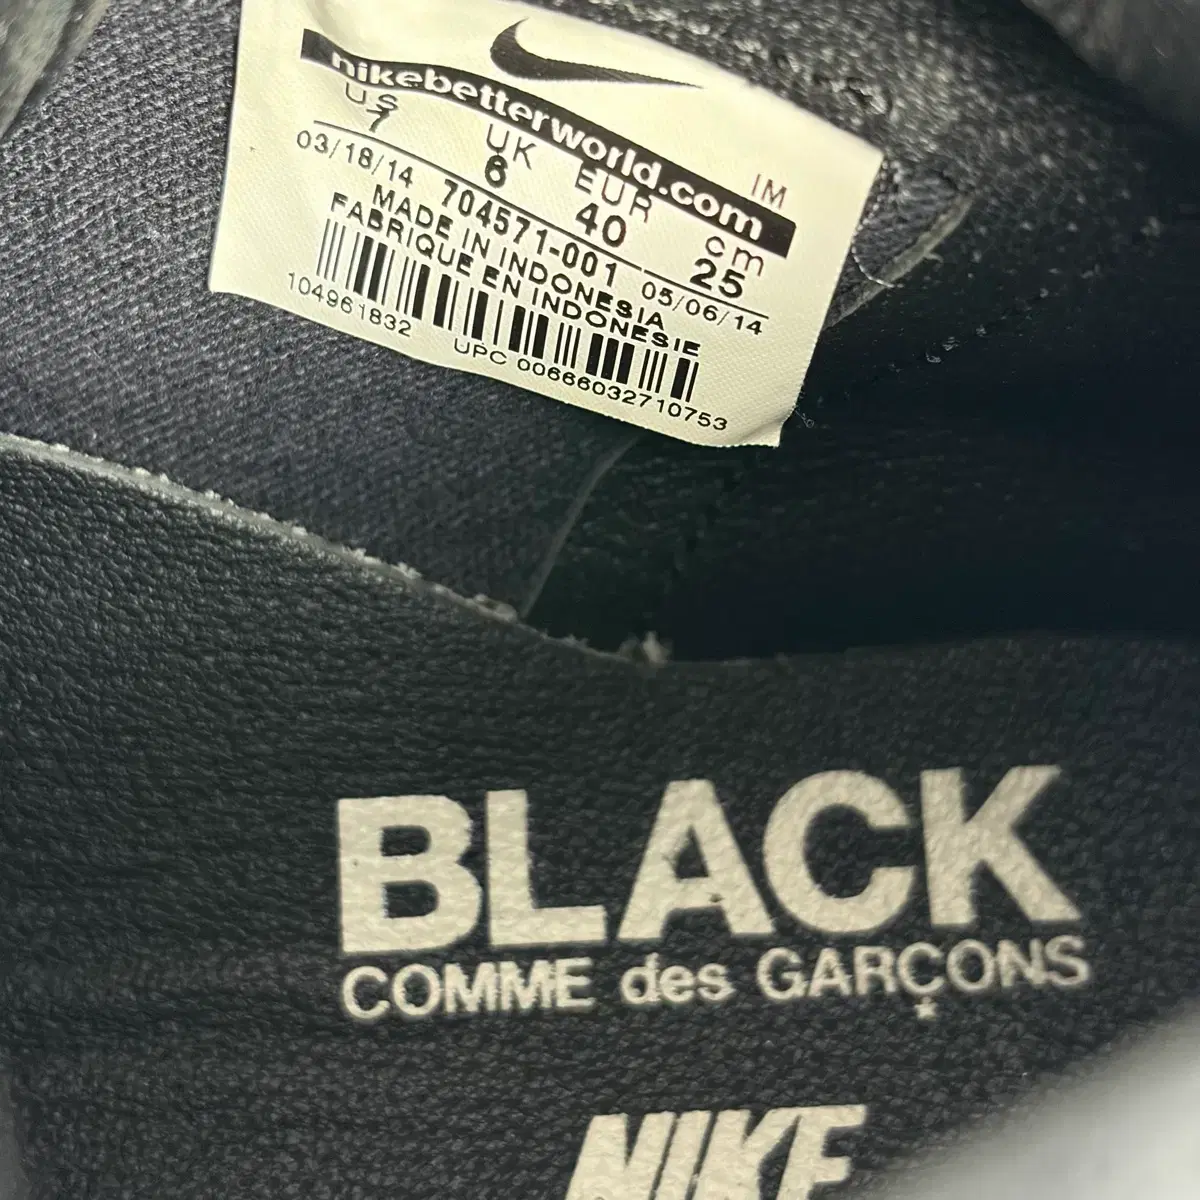 nikebetterworld.com
US UK EUR cm IM
7 6 40 25
03/18/14 704571-001 05/06/14
MADE IN INDONESIA
FABRIQUE EN INDONESIE
104961832 UPC 00666032710753
BLACK
COMME des GARÇONS
NIKE